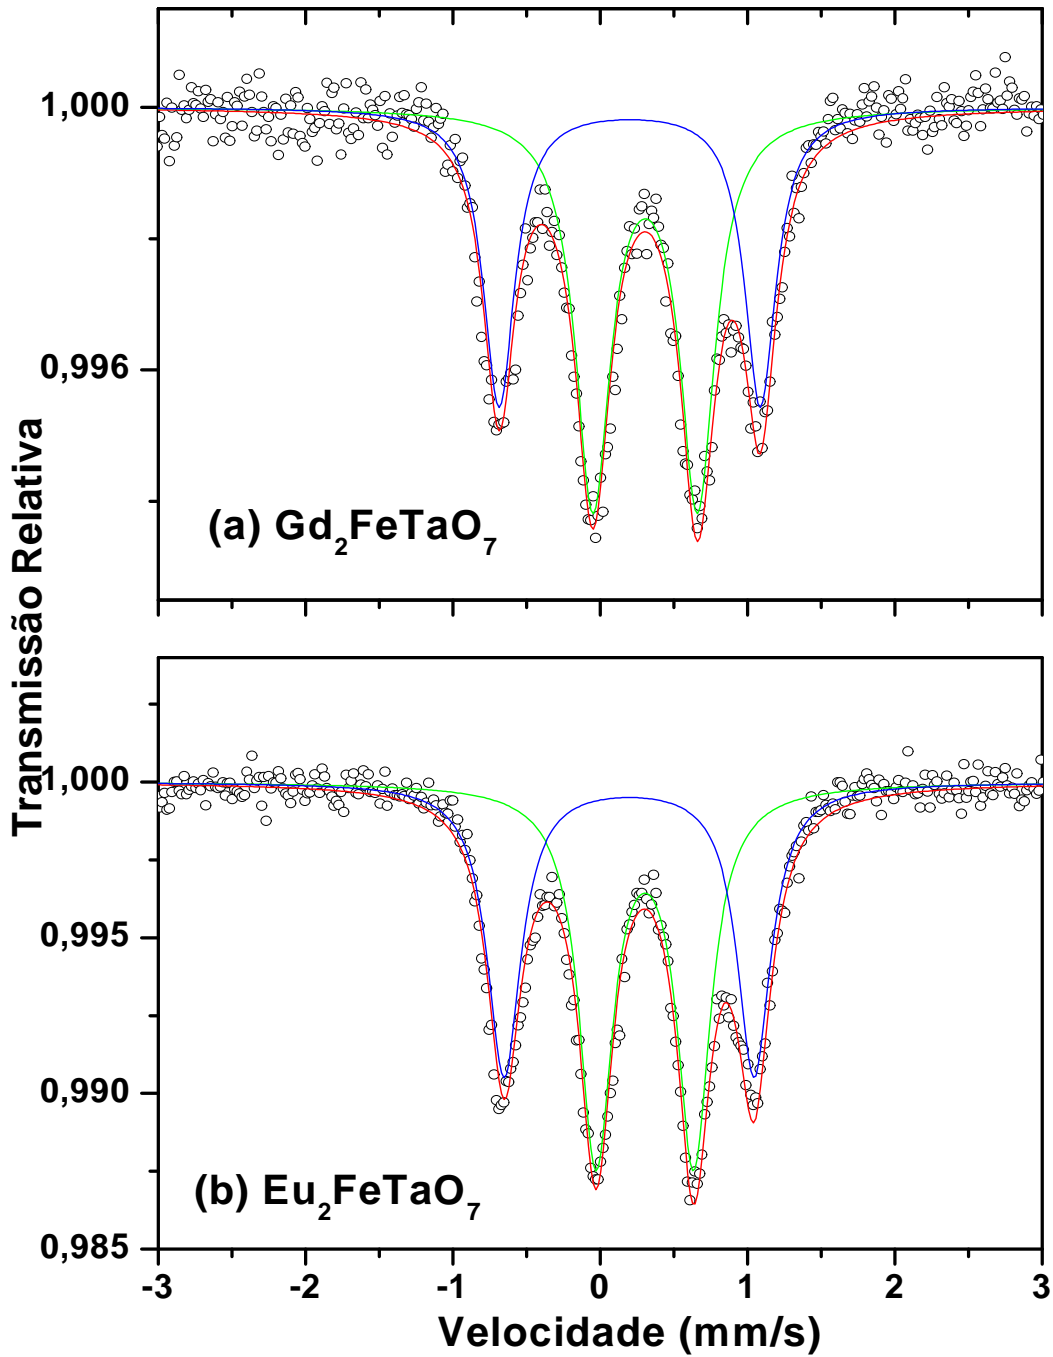 Transmissão Relativa
1,000
0,996
(a) Gd₂FeTaO₇
1,000
0,995
0,990
0,985
(b) Eu₂FeTaO₇
-3 -2 -1 0 1 2 3
Velocidade (mm/s)